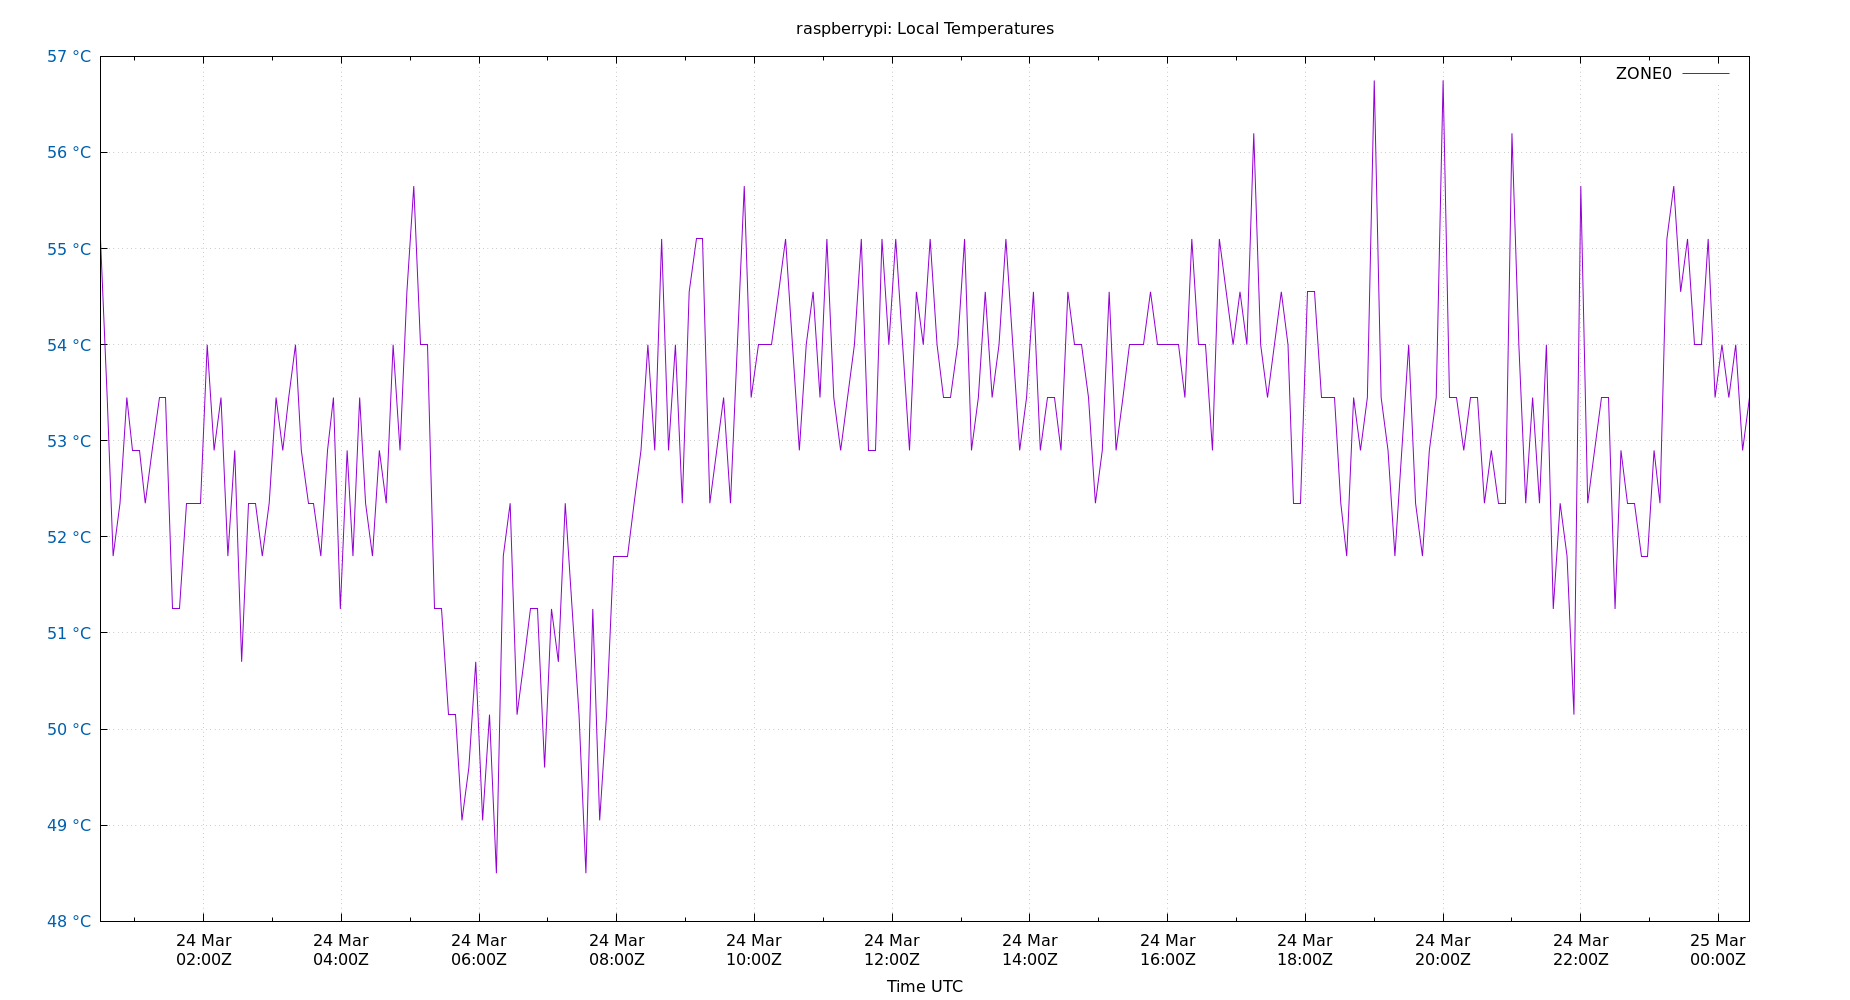 raspberrypi: Local Temperatures
57 °C
ZONE0
56 °C
55 °C
54 °C
53 °C
52 °C
51 °C
50 °C
49 °C
48 °C
24 Mar 24 Mar 24 Mar 24 Mar 24 Mar 24 Mar 24 Mar 24 Mar 24 Mar 24 Mar 24 Mar 25 Mar
02:00Z 04:00Z 06:00Z 08:00Z 10:00Z 12:00Z 14:00Z 16:00Z 18:00Z 20:00Z 22:00Z 00:00Z
Time UTC